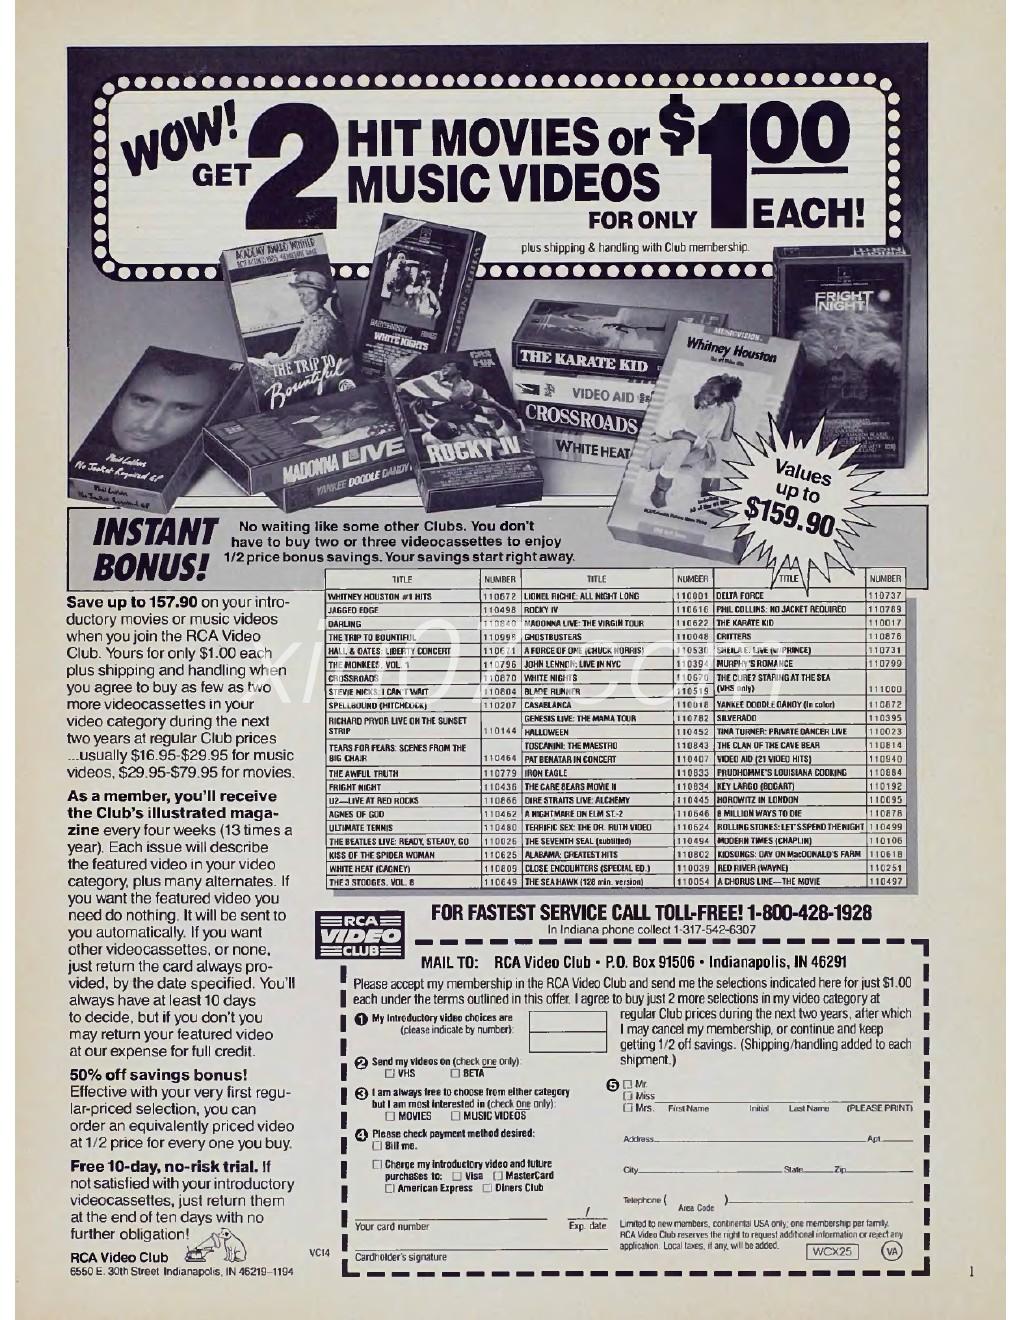 WOW!
GET 2 HIT MOVIES or $1.00
MUSIC VIDEOS
FOR ONLY EACH!
plus shipping & handling with Club membership.
ACADEMY AWARD WINNER
THE TRIP TO
Bountiful
WHITE NIGHTS
Phil Collins
No Jacket Required EP
MADONNA LIVE
YANKEE DOODLE DANDY
ROCKY IV
THE KARATE KID
VIDEO AID
CROSSROADS
WHITE HEAT
Whitney Houston
FRIGHT
NIGHT
Values
up to
$159.90
INSTANT
BONUS!
No waiting like some other Clubs. You don't
have to buy two or three videocassettes to enjoy
1/2 price bonus savings. Your savings start right away.
Save up to 157.90 on your intro-
ductory movies or music videos
when you join the RCA Video
Club. Yours for only $1.00 each
plus shipping and handling when
you agree to buy as few as two
more videocassettes in your
video category during the next
two years at regular Club prices
...usually $16.95-$29.95 for music
videos, $29.95-$79.95 for movies.
As a member, you'll receive
the Club's illustrated maga-
zine every four weeks (13 times a
year). Each issue will describe
the featured video in your video
category, plus many alternates. If
you want the featured video you
need do nothing. It will be sent to
you automatically. If you want
other videocassettes, or none,
just return the card always pro-
vided, by the date specified. You'll
always have at least 10 days
to decide, but if you don't you
may return your featured video
at our expense for full credit.
50% off savings bonus!
Effective with your very first regu-
lar-priced selection, you can
order an equivalently priced video
at 1/2 price for every one you buy.
Free 10-day, no-risk trial. If
not satisfied with your introductory
videocassettes, just return them
at the end of ten days with no
further obligation!
RCA Video Club
6550 E. 30th Street Indianapolis, IN 46219-1194
TITLE NUMBER TITLE NUMBER TITLE NUMBER
WHITNEY HOUSTON #1 HITS 110672 LIONEL RICHIE: ALL NIGHT LONG 110001 DELTA FORCE 110737
JAGGED EDGE 110498 ROCKY IV 110616 PHIL COLLINS: NO JACKET REQUIRED 110789
DARLING 110840 MADONNA LIVE: THE VIRGIN TOUR 110622 THE KARATE KID 110017
THE TRIP TO BOUNTIFUL 110998 GHOSTBUSTERS 110048 CRITTERS 110876
HALL & OATES: LIBERTY CONCERT 110671 A FORCE OF ONE (CHUCK NORRIS) 110530 SHEILA E. LIVE (w/PRINCE) 110731
THE MONKEES, VOL. 1 110796 JOHN LENNON: LIVE IN NYC 110394 MURPHY'S ROMANCE 110799
CROSSROADS 110870 WHITE NIGHTS 110670 THE CURE? STARING AT THE SEA
STEVIE NICKS: I CAN'T WAIT 110804 BLADE RUNNER 110519 (VHS only) 111000
SPELLBOUND (HITCHCOCK) 110207 CASABLANCA 110018 YANKEE DOODLE DANDY (in color) 110872
RICHARD PRYOR LIVE ON THE SUNSET GENESIS LIVE: THE MAMA TOUR 110782 SILVERADO 110395
STRIP 110144 HALLOWEEN 110452 TINA TURNER: PRIVATE DANCER LIVE 110023
TEARS FOR FEARS: SCENES FROM THE TOSCANINI: THE MAESTRO 110843 THE CLAN OF THE CAVE BEAR 110814
BIG CHAIR 110464 PAT BENATAR IN CONCERT 110407 VIDEO AID (21 VIDEO HITS) 110940
THE AWFUL TRUTH 110779 IRON EAGLE 110833 PRUDHOMME'S LOUISIANA COOKING 110884
FRIGHT NIGHT 110436 THE CARE BEARS MOVIE II 110834 KEY LARGO (BOGART) 110192
U2—LIVE AT RED ROCKS 110866 DIRE STRAITS LIVE: ALCHEMY 110445 HOROWITZ IN LONDON 110095
AGNES OF GOD 110462 A NIGHTMARE ON ELM ST.-2 110646 8 MILLION WAYS TO DIE 110878
ULTIMATE TENNIS 110480 TERRIFIC SEX: THE DR. RUTH VIDEO 110624 ROLLING STONES: LET'S SPEND THE NIGHT 110499
THE BEATLES LIVE: READY, STEADY, GO 110026 THE SEVENTH SEAL (subtitled) 110494 MODERN TIMES (CHAPLIN) 110106
KISS OF THE SPIDER WOMAN 110625 ALABAMA: GREATEST HITS 110802 KIDSONGS: DAY ON MacDONALD'S FARM 110618
WHITE HEAT (CAGNEY) 110809 CLOSE ENCOUNTERS (SPECIAL ED.) 110039 RED RIVER (WAYNE) 110251
THE 3 STOOGES, VOL. 8 110649 THE SEA HAWK (128 min. version) 110054 A CHORUS LINE—THE MOVIE 110497
RCA
VIDEO
CLUB
FOR FASTEST SERVICE CALL TOLL-FREE! 1-800-428-1928
In Indiana phone collect 1-317-542-6307
MAIL TO: RCA Video Club • P.O. Box 91506 • Indianapolis, IN 46291
Please accept my membership in the RCA Video Club and send me the selections indicated here for just $1.00
each under the terms outlined in this offer. I agree to buy just 2 more selections in my video category at
regular Club prices during the next two years, after which
I may cancel my membership, or continue and keep
getting 1/2 off savings. (Shipping/handling added to each
shipment.)
1 My introductory video choices are
(please indicate by number):
2 Send my videos on (check one only):
VHS BETA
3 I am always free to choose from either category
but I am most interested in (check one only):
MOVIES MUSIC VIDEOS
4 Please check payment method desired:
Bill me.
Charge my introductory video and future
purchases to: Visa MasterCard
American Express Diners Club
/
Your card number Exp. date
Cardholder's signature
5 Mr.
Miss
Mrs. First Name Initial Last Name (PLEASE PRINT)
Address Apt.
City State Zip
Telephone ( )
Area Code
Limited to new members, continental USA only; one membership per family.
RCA Video Club reserves the right to request additional information or reject any
application. Local taxes, if any, will be added.
WCX25 VA
VC14
1